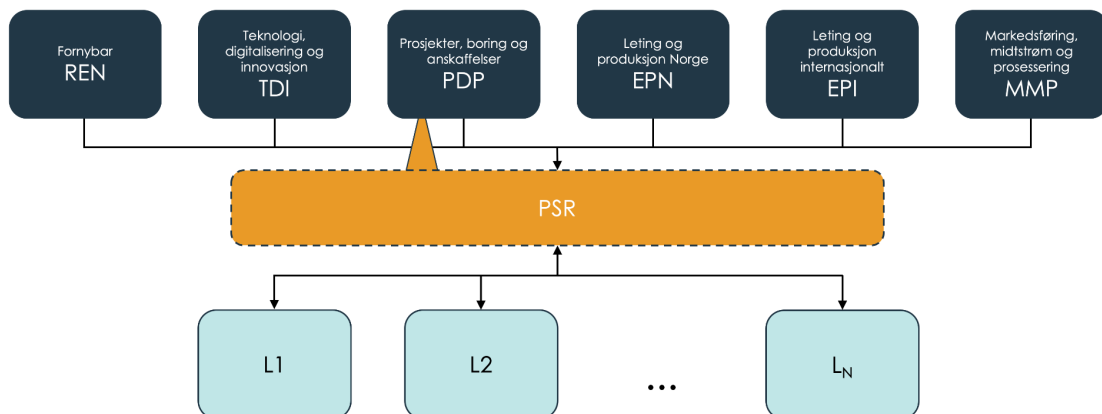 Fornybar
REN
Teknologi,
digitalisering og
innovasjon
TDI
Prosjekter, boring og
anskaffelser
PDP
Leting og
produksjon Norge
EPN
Leting og
produksjon
internasjonalt
EPI
Markedsføring,
midtstrøm og
prosessering
MMP
PSR
L1
L2
...
LN